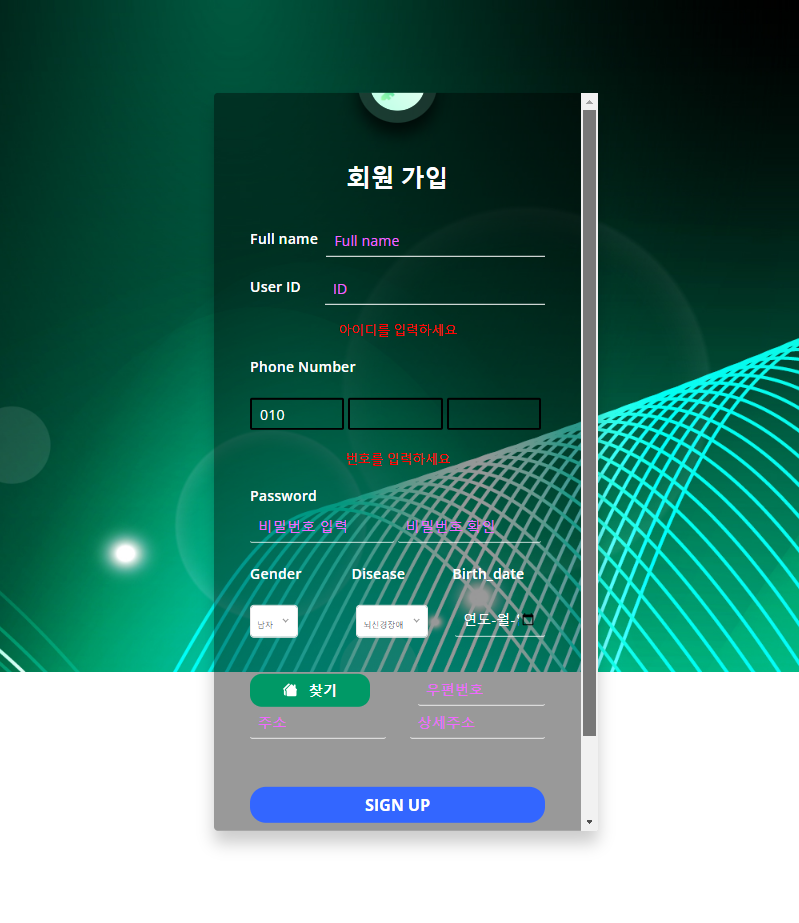 회원 가입
Full name Full name
User ID ID
아이디를 입력하세요
Phone Number
010
번호를 입력하세요
Password
비밀번호 입력 비밀번호 확인
Gender Disease Birth_date
남자 뇌신경장애 연도-월-
찾기 우편번호
주소 상세주소
SIGN UP